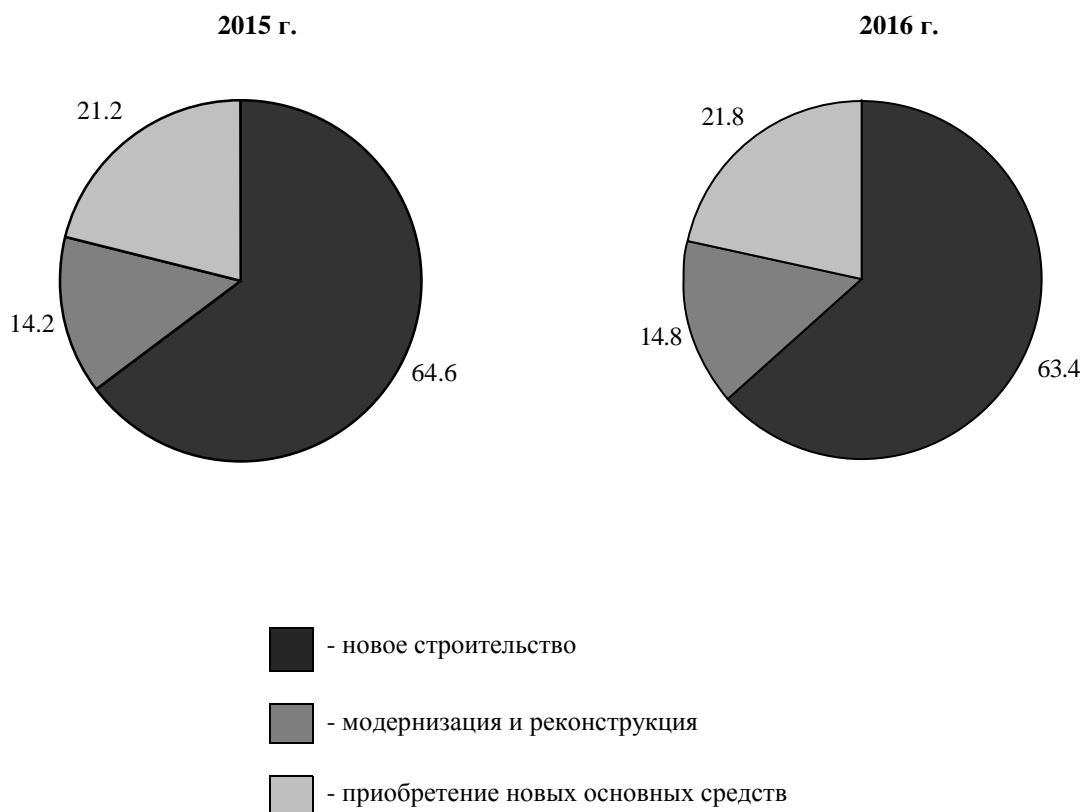 2015 г.
2016 г.
21.2
14.2
64.6
21.8
14.8
63.4
- новое строительство
- модернизация и реконструкция
- приобретение новых основных средств